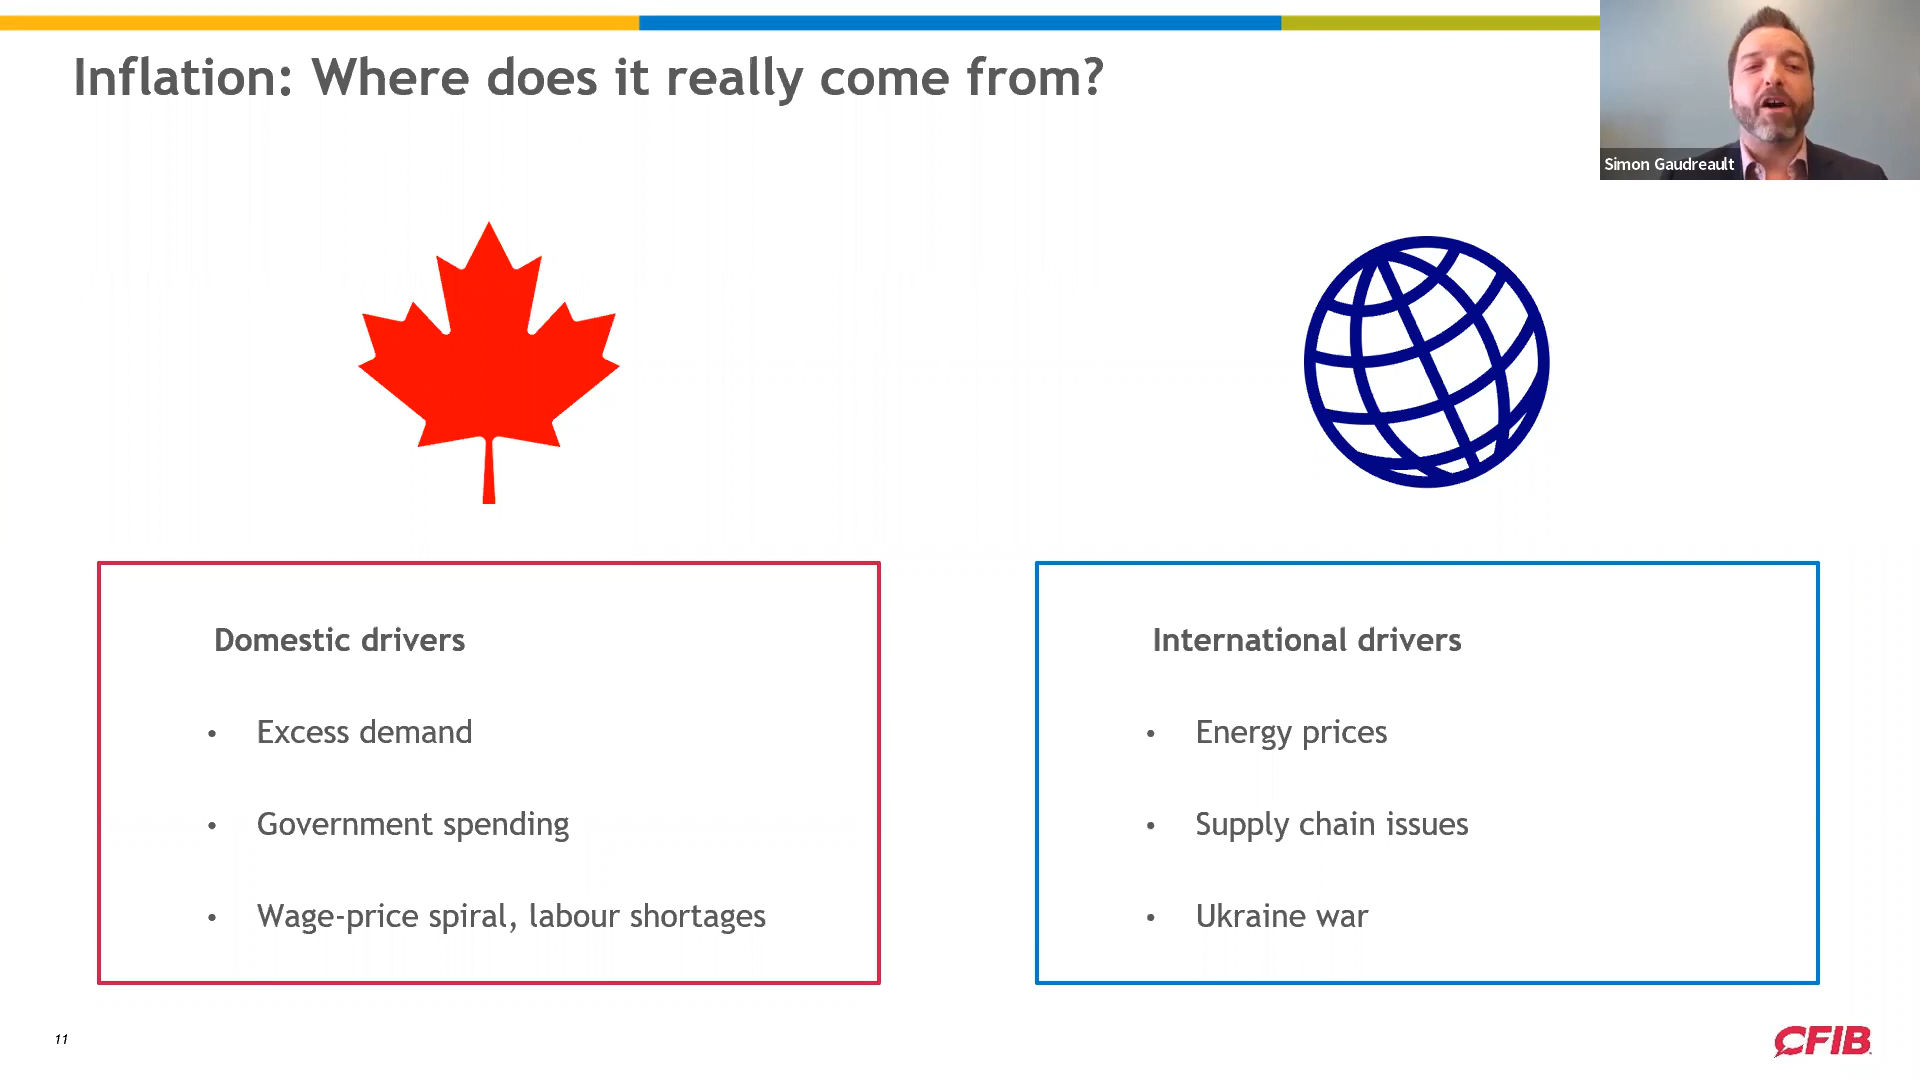 Inflation: Where does it really come from?
Simon Gaudreault
Domestic drivers
• Excess demand
• Government spending
• Wage-price spiral, labour shortages
International drivers
• Energy prices
• Supply chain issues
• Ukraine war
11
CFIB